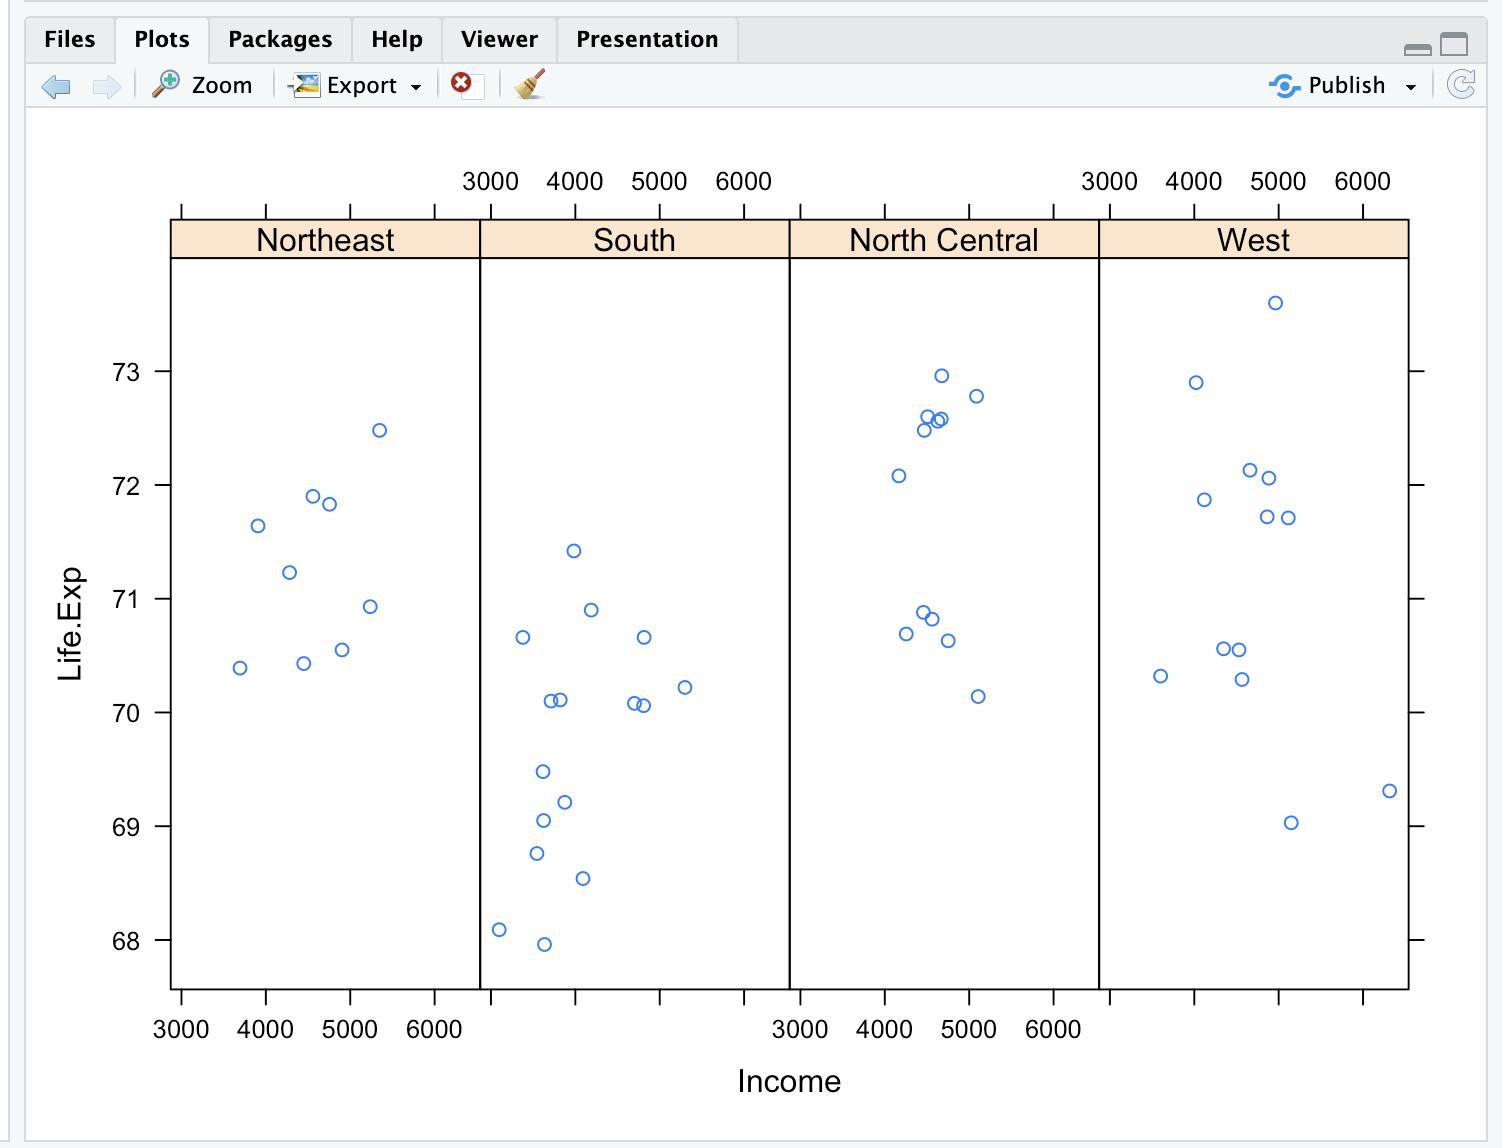 Files Plots Packages Help Viewer Presentation
Zoom Export Publish
3000 4000 5000 6000 3000 4000 5000 6000
Northeast South North Central West
73
72
71
70
69
68
Life.Exp
3000 4000 5000 6000 3000 4000 5000 6000
Income